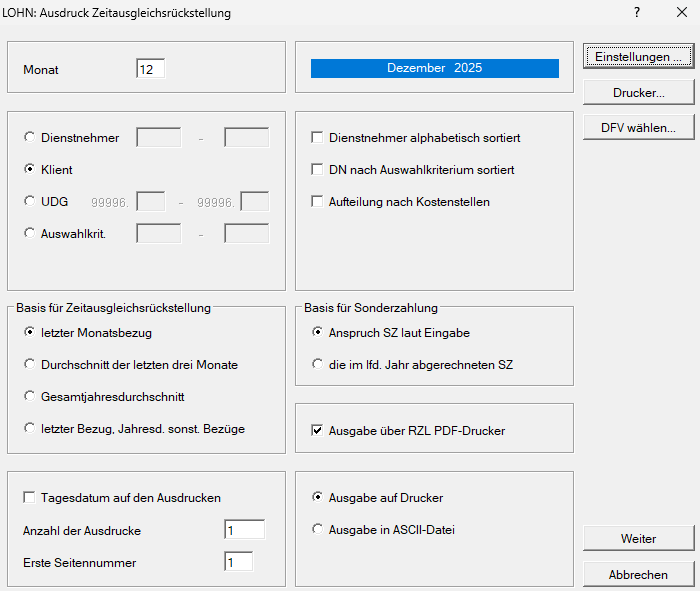 LOHN: Ausdruck Zeitausgleichsrückstellung
?
Monat 12
Dezember 2025
Einstellungen ...
Drucker...
DFV wählen...
Dienstnehmer -
Klient
UDG 99996. - 99996.
Auswahlkrit. -
Dienstnehmer alphabetisch sortiert
DN nach Auswahlkriterium sortiert
Aufteilung nach Kostenstellen
Basis für Zeitausgleichsrückstellung
letzter Monatsbezug
Durchschnitt der letzten drei Monate
Gesamtjahresdurchschnitt
letzter Bezug, Jahresd. sonst. Bezüge
Basis für Sonderzahlung
Anspruch SZ laut Eingabe
die im lfd. Jahr abgerechneten SZ
Ausgabe über RZL PDF-Drucker
Tagesdatum auf den Ausdrucken
Anzahl der Ausdrucke 1
Erste Seitennummer 1
Ausgabe auf Drucker
Ausgabe in ASCII-Datei
Weiter
Abbrechen